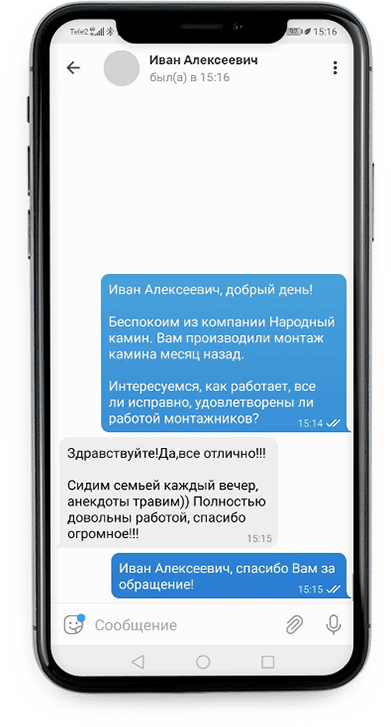 Tele2 15:16
Иван Алексеевич
был(а) в 15:16
Иван Алексеевич, добрый день!
Беспокоим из компании Народный
камин. Вам производили монтаж
камина месяц назад.
Интересуемся, как работает, все
ли исправно, удовлетворены ли
работой монтажников?
15:14
Здравствуйте!Да,все отлично!!!
Сидим семьей каждый вечер,
анекдоты травим)) Полностью
довольны работой, спасибо
огромное!!!
15:15
Иван Алексеевич, спасибо Вам за
обращение!
15:15
Сообщение